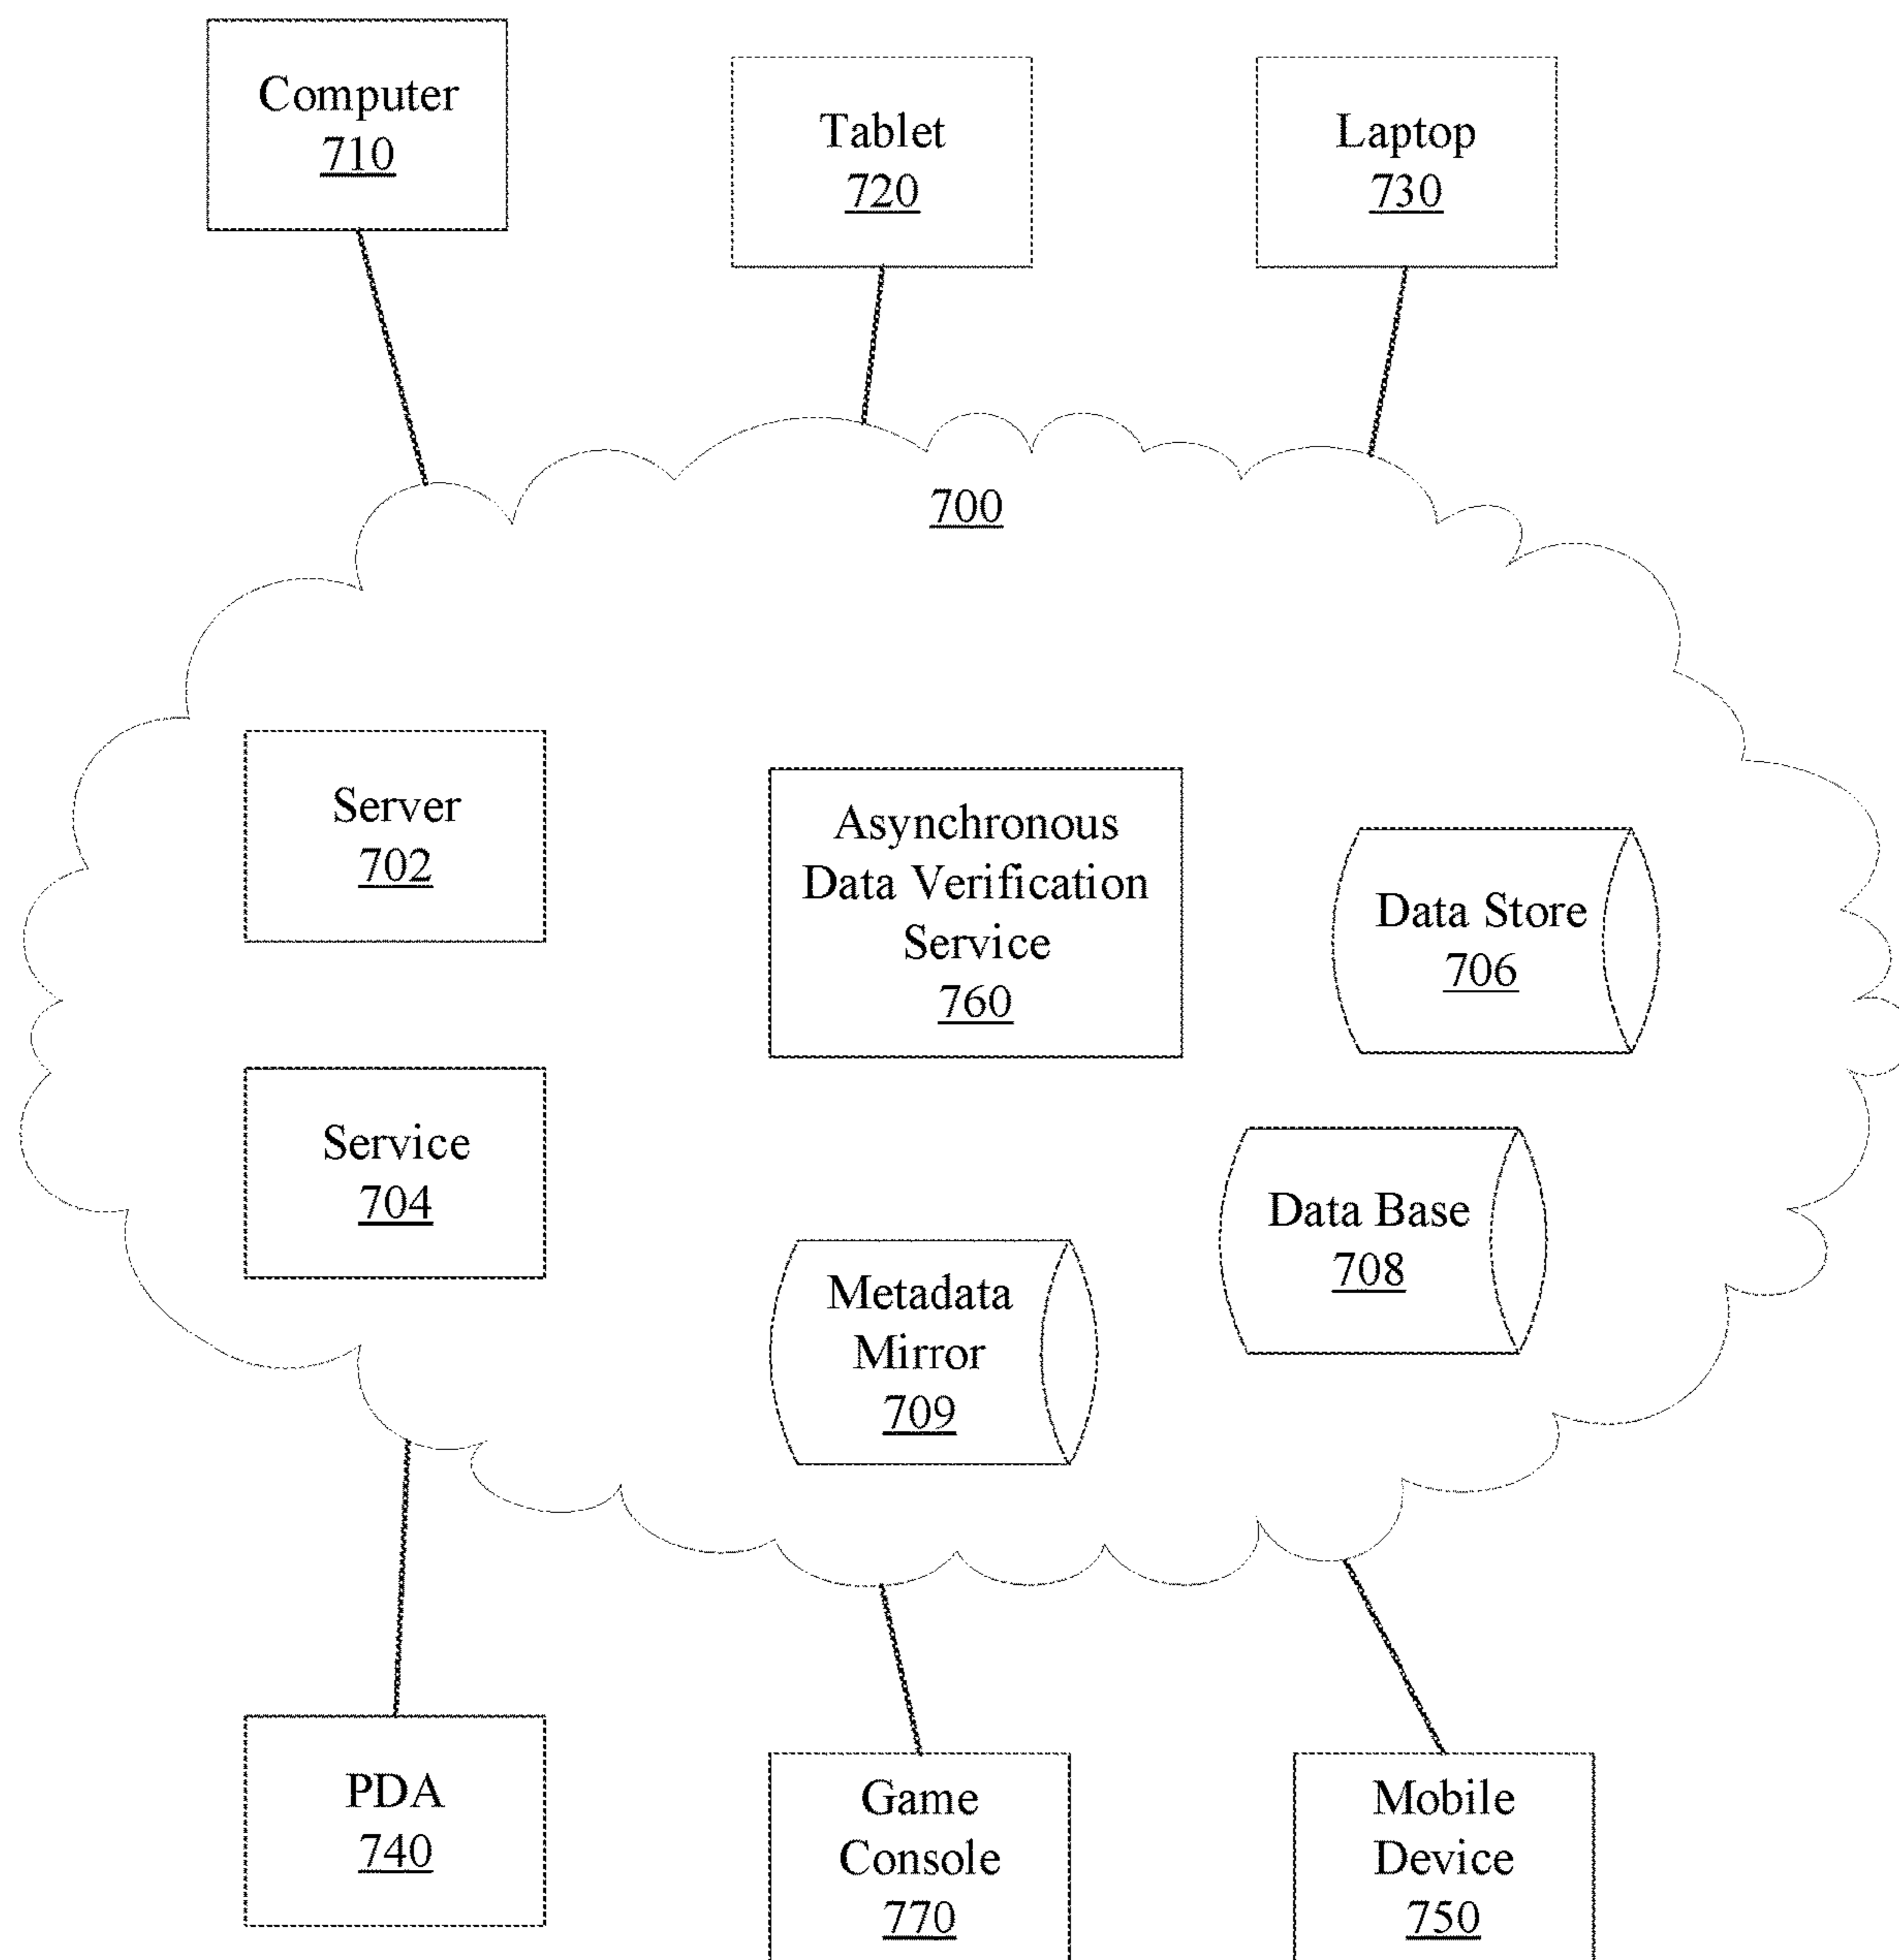 Computer
710
Tablet
720
Laptop
730
700
Server
702
Asynchronous
Data Verification
Service
760
Data Store
706
Service
704
Data Base
708
Metadata
Mirror
709
PDA
740
Game
Console
770
Mobile
Device
750